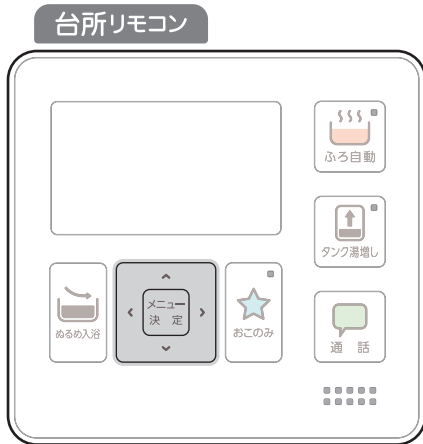 台所リモコン
ふろ自動
タンク湯増し
ぬるめ入浴
メニュー
決 定
おこのみ
通 話